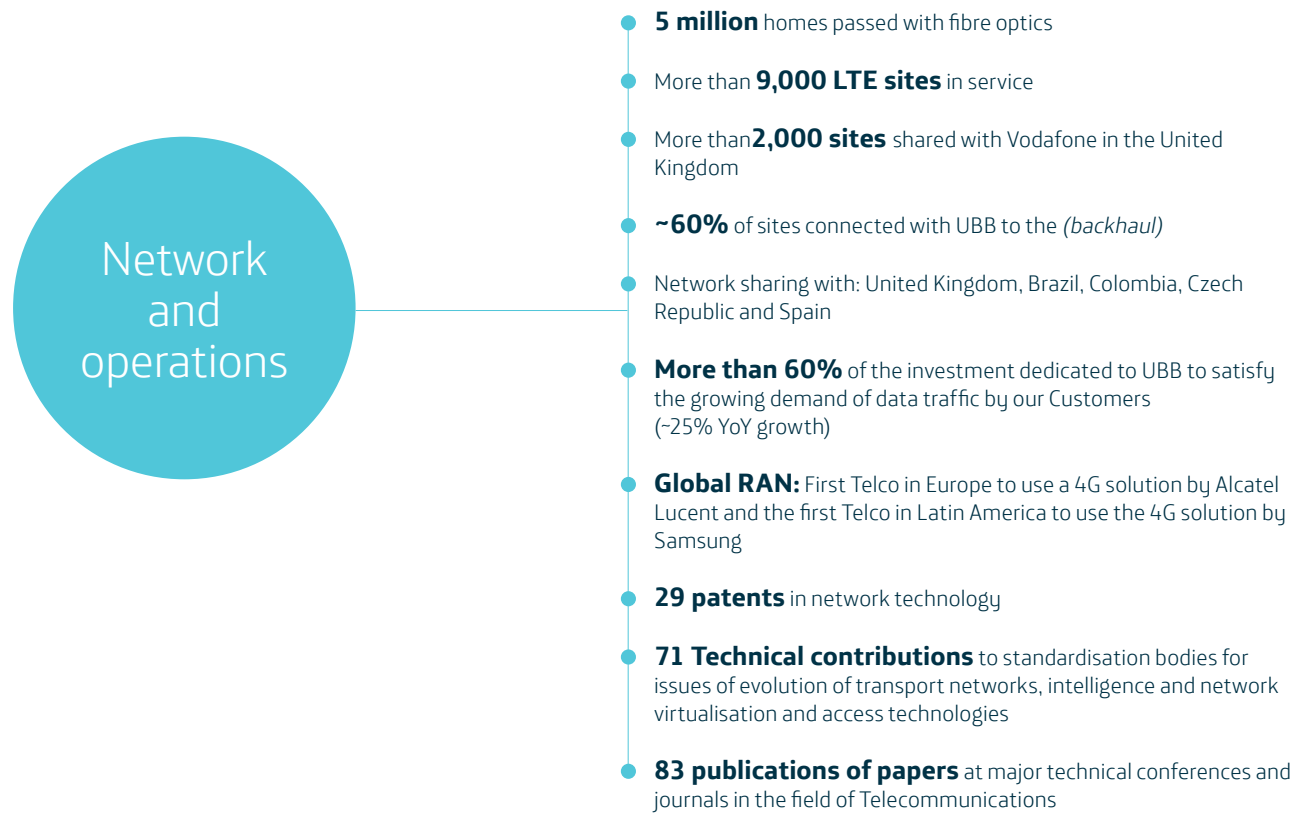 Network
and
operations
5 million homes passed with fibre optics
More than 9,000 LTE sites in service
More than2,000 sites shared with Vodafone in the United
Kingdom
~60% of sites connected with UBB to the (backhaul)
Network sharing with: United Kingdom, Brazil, Colombia, Czech
Republic and Spain
More than 60% of the investment dedicated to UBB to satisfy
the growing demand of data traffic by our Customers
(~25% YoY growth)
Global RAN: First Telco in Europe to use a 4G solution by Alcatel
Lucent and the first Telco in Latin America to use the 4G solution by
Samsung
29 patents in network technology
71 Technical contributions to standardisation bodies for
issues of evolution of transport networks, intelligence and network
virtualisation and access technologies
83 publications of papers at major technical conferences and
journals in the field of Telecommunications